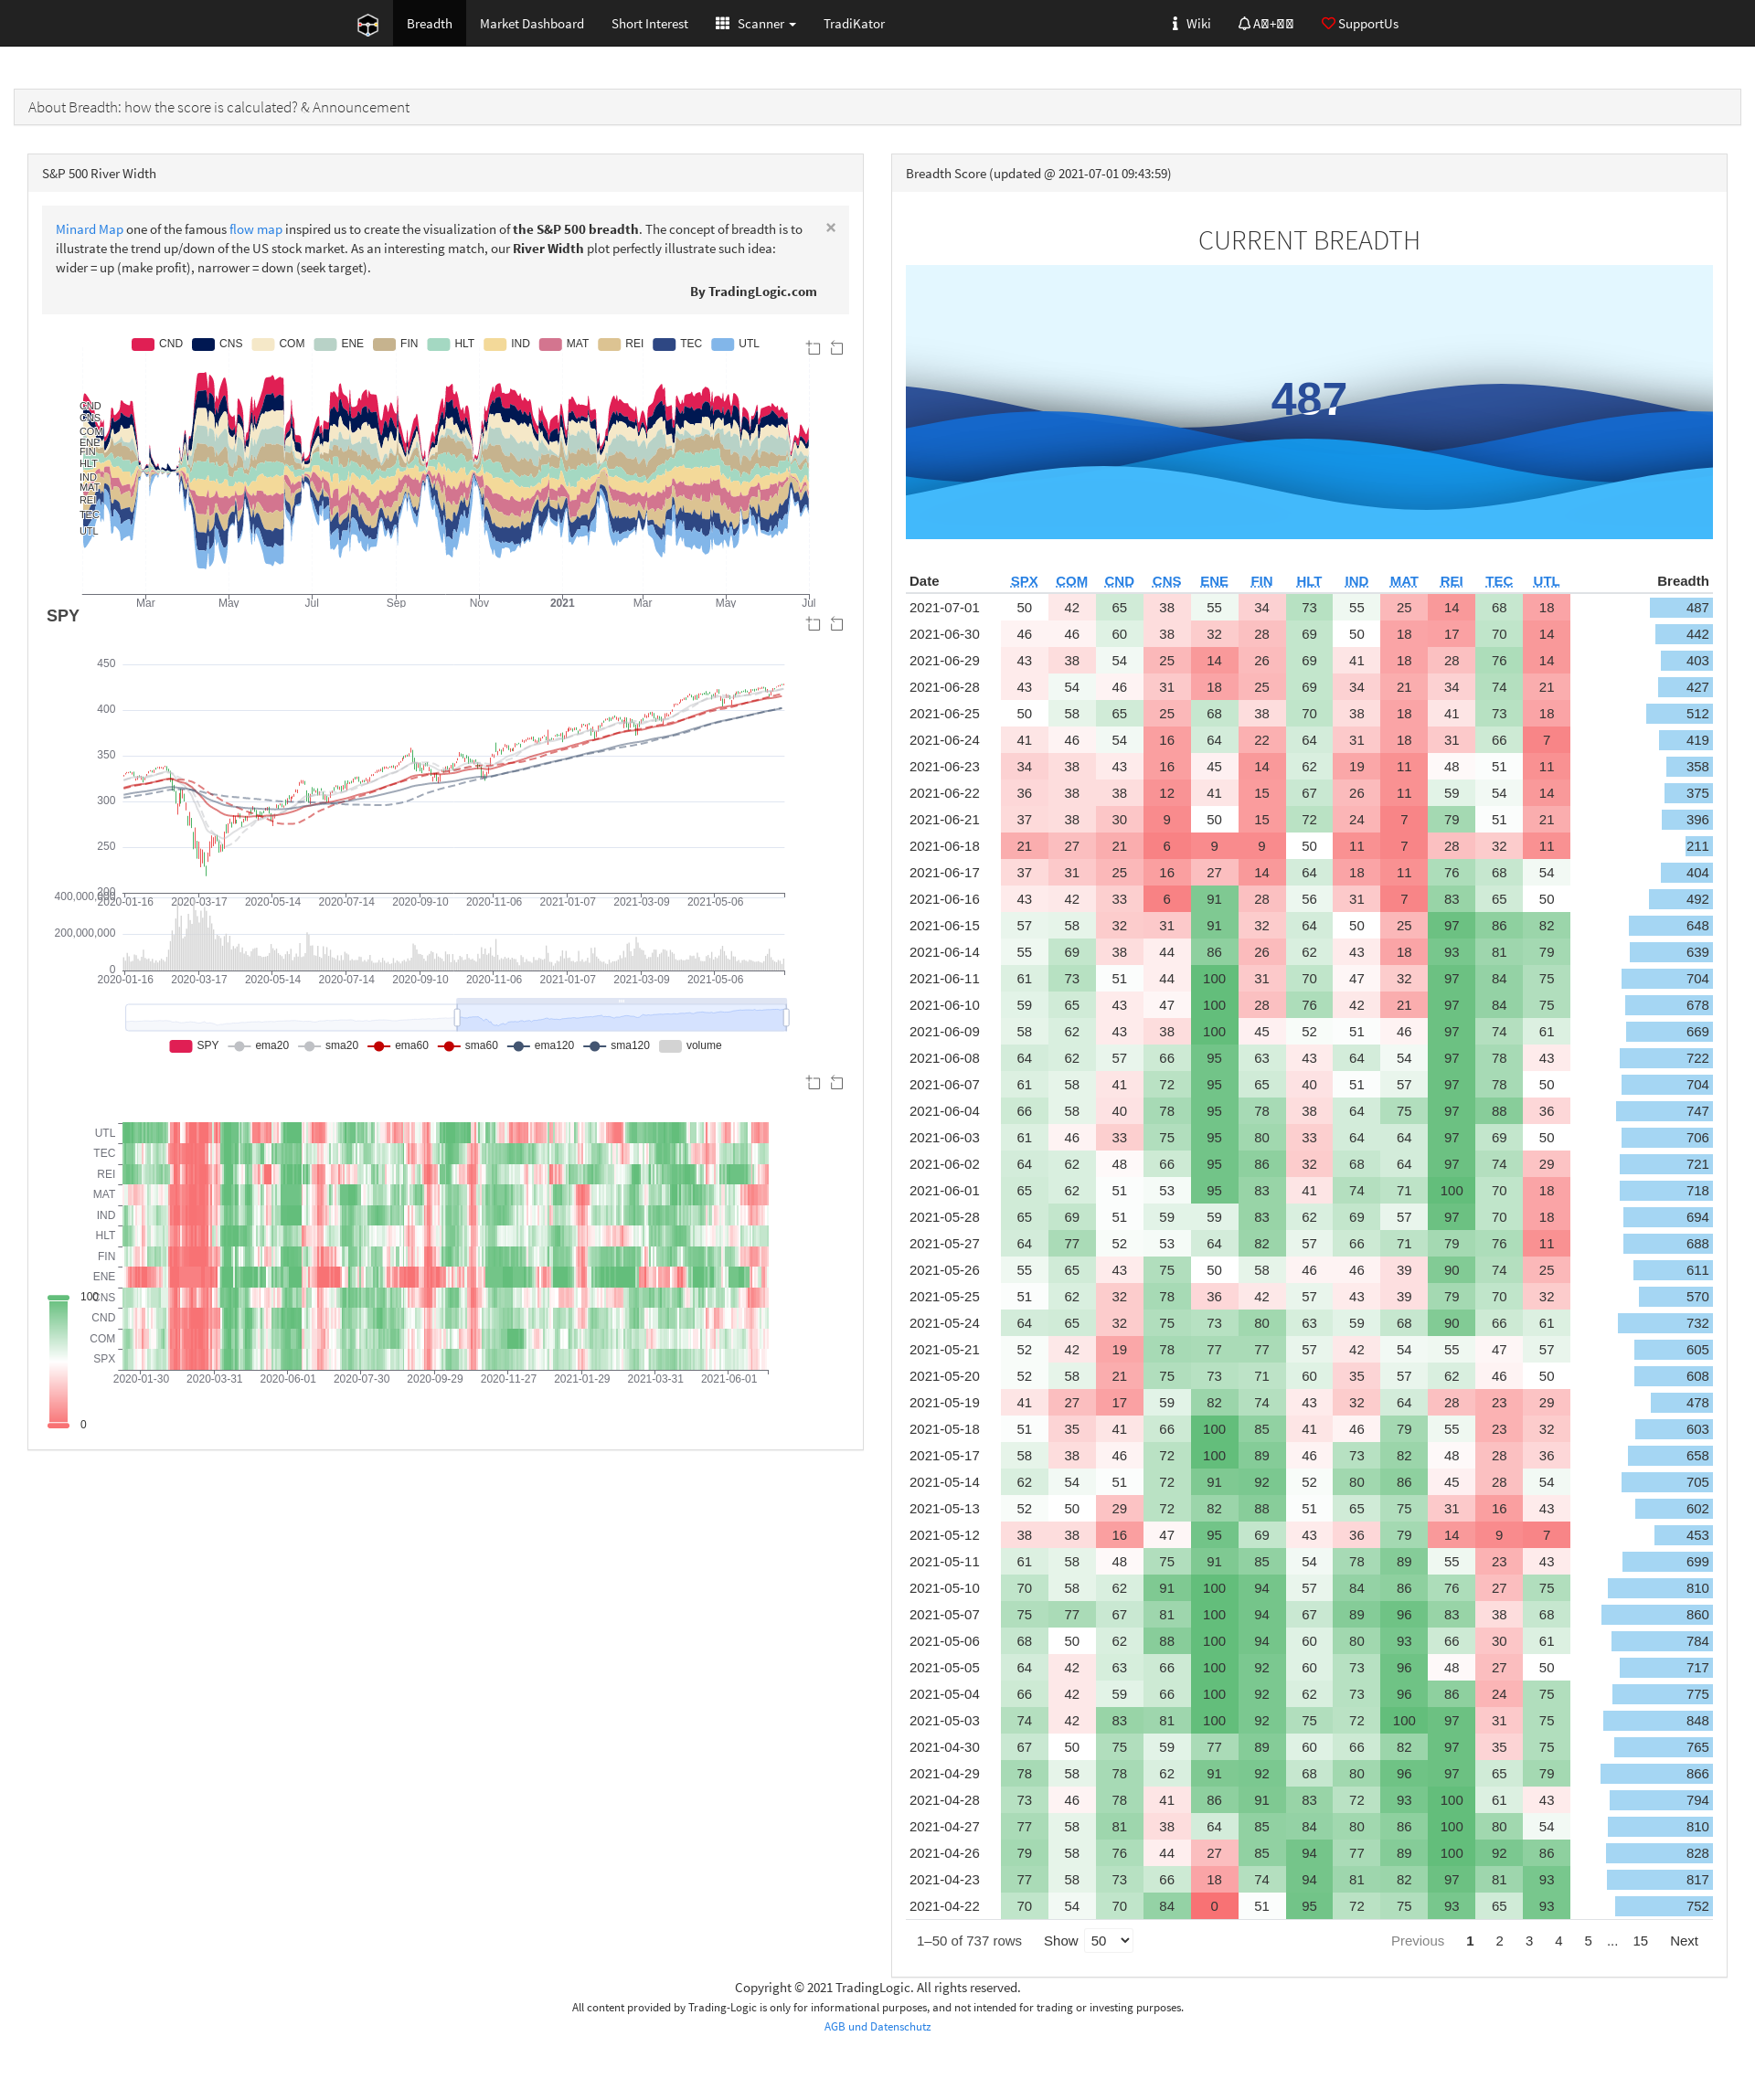 Breadth Market Dashboard Short Interest Scanner TradiKator Wiki SupportUs
About Breadth: how the score is calculated? & Announcement
S&P 500 River Width
Minard Map one of the famous flow map inspired us to create the visualization of the S&P 500 breadth. The concept of breadth is to
illustrate the trend up/down of the US stock market. As an interesting match, our River Width plot perfectly illustrate such idea:
wider = up (make profit), narrower = down (seek target).
×
By TradingLogic.com
CND CNS COM ENE FIN HLT IND MAT REI TEC UTL
CND
CNS
COM
ENE
FIN
HLT
IND
MAT
REI
TEC
UTL
Mar May Jul Sep Nov 2021 Mar May Jul
SPY
450
400
350
300
250
200
2020-01-16 2020-03-17 2020-05-14 2020-07-14 2020-09-10 2020-11-06 2021-01-07 2021-03-09 2021-05-06
400,000,000
200,000,000
0
2020-01-16 2020-03-17 2020-05-14 2020-07-14 2020-09-10 2020-11-06 2021-01-07 2021-03-09 2021-05-06
SPY ema20 sma20 ema60 sma60 ema120 sma120 volume
UTL
TEC
REI
MAT
IND
HLT
FIN
ENE
CNS
CND
COM
SPX
2020-01-30 2020-03-31 2020-06-01 2020-07-30 2020-09-29 2020-11-27 2021-01-29 2021-03-31 2021-06-01
100
0
Breadth Score (updated @ 2021-07-01 09:43:59)
CURRENT BREADTH
487
Date SPX COM CND CNS ENE FIN HLT IND MAT REI TEC UTL Breadth
2021-07-01 50 42 65 38 55 34 73 55 25 14 68 18 487
2021-06-30 46 46 60 38 32 28 69 50 18 17 70 14 442
2021-06-29 43 38 54 25 14 26 69 41 18 28 76 14 403
2021-06-28 43 54 46 31 18 25 69 34 21 34 74 21 427
2021-06-25 50 58 65 25 68 38 70 38 18 41 73 18 512
2021-06-24 41 46 54 16 64 22 64 31 18 31 66 7 419
2021-06-23 34 38 43 16 45 14 62 19 11 48 51 11 358
2021-06-22 36 38 38 12 41 15 67 26 11 59 54 14 375
2021-06-21 37 38 30 9 50 15 72 24 7 79 51 21 396
2021-06-18 21 27 21 6 9 9 50 11 7 28 32 11 211
2021-06-17 37 31 25 16 27 14 64 18 11 76 68 54 404
2021-06-16 43 42 33 6 91 28 56 31 7 83 65 50 492
2021-06-15 57 58 32 31 91 32 64 50 25 97 86 82 648
2021-06-14 55 69 38 44 86 26 62 43 18 93 81 79 639
2021-06-11 61 73 51 44 100 31 70 47 32 97 84 75 704
2021-06-10 59 65 43 47 100 28 76 42 21 97 84 75 678
2021-06-09 58 62 43 38 100 45 52 51 46 97 74 61 669
2021-06-08 64 62 57 66 95 63 43 64 54 97 78 43 722
2021-06-07 61 58 41 72 95 65 40 51 57 97 78 50 704
2021-06-04 66 58 40 78 95 78 38 64 75 97 88 36 747
2021-06-03 61 46 33 75 95 80 33 64 64 97 69 50 706
2021-06-02 64 62 48 66 95 86 32 68 64 97 74 29 721
2021-06-01 65 62 51 53 95 83 41 74 71 100 70 18 718
2021-05-28 65 69 51 59 59 83 62 69 57 97 70 18 694
2021-05-27 64 77 52 53 64 82 57 66 71 79 76 11 688
2021-05-26 55 65 43 75 50 58 46 46 39 90 74 25 611
2021-05-25 51 62 32 78 36 42 57 43 39 79 70 32 570
2021-05-24 64 65 32 75 73 80 63 59 68 90 66 61 732
2021-05-21 52 42 19 78 77 77 57 42 54 55 47 57 605
2021-05-20 52 58 21 75 73 71 60 35 57 62 46 50 608
2021-05-19 41 27 17 59 82 74 43 32 64 28 23 29 478
2021-05-18 51 35 41 66 100 85 41 46 79 55 23 32 603
2021-05-17 58 38 46 72 100 89 46 73 82 48 28 36 658
2021-05-14 62 54 51 72 91 92 52 80 86 45 28 54 705
2021-05-13 52 50 29 72 82 88 51 65 75 31 16 43 602
2021-05-12 38 38 16 47 95 69 43 36 79 14 9 7 453
2021-05-11 61 58 48 75 91 85 54 78 89 55 23 43 699
2021-05-10 70 58 62 91 100 94 57 84 86 76 27 75 810
2021-05-07 75 77 67 81 100 94 67 89 96 83 38 68 860
2021-05-06 68 50 62 88 100 94 60 80 93 66 30 61 784
2021-05-05 64 42 63 66 100 92 60 73 96 48 27 50 717
2021-05-04 66 42 59 66 100 92 62 73 96 86 24 75 775
2021-05-03 74 42 83 81 100 92 75 72 100 97 31 75 848
2021-04-30 67 50 75 59 77 89 60 66 82 97 35 75 765
2021-04-29 78 58 78 62 91 92 68 80 96 97 65 79 866
2021-04-28 73 46 78 41 86 91 83 72 93 100 61 43 794
2021-04-27 77 58 81 38 64 85 84 80 86 100 80 54 810
2021-04-26 79 58 76 44 27 85 94 77 89 100 92 86 828
2021-04-23 77 58 73 66 18 74 94 81 82 97 81 93 817
2021-04-22 70 54 70 84 0 51 95 72 75 93 65 93 752
1–50 of 737 rows Show 50 Previous 1 2 3 4 5 ... 15 Next
Copyright © 2021 TradingLogic. All rights reserved.
All content provided by Trading-Logic is only for informational purposes, and not intended for trading or investing purposes.
AGB und Datenschutz